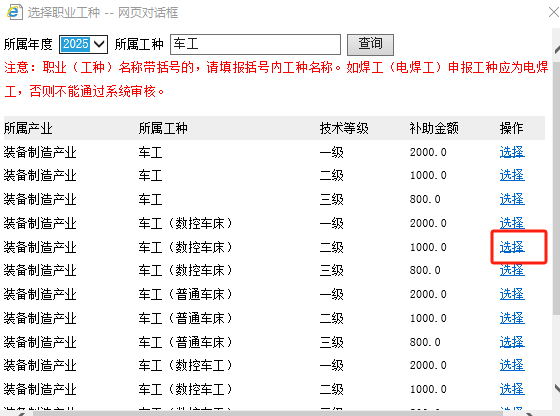 选择职业工种 -- 网页对话框
所属年度 2025 所属工种 车工 查询
注意：职业（工种）名称带括号的，请填报括号内工种名称。如焊工（电焊工）申报工种应为电焊
工，否则不能通过系统审核。
所属产业 所属工种 技术等级 补助金额 操作
装备制造产业 车工 一级 2000.0 选择
装备制造产业 车工 二级 1000.0 选择
装备制造产业 车工 三级 800.0 选择
装备制造产业 车工（数控车床） 一级 2000.0 选择
装备制造产业 车工（数控车床） 二级 1000.0 选择
装备制造产业 车工（数控车床） 三级 800.0 选择
装备制造产业 车工（普通车床） 一级 2000.0 选择
装备制造产业 车工（普通车床） 二级 1000.0 选择
装备制造产业 车工（普通车床） 三级 800.0 选择
装备制造产业 车工（数控车工） 一级 2000.0 选择
装备制造产业 车工（数控车工） 二级 1000.0 选择